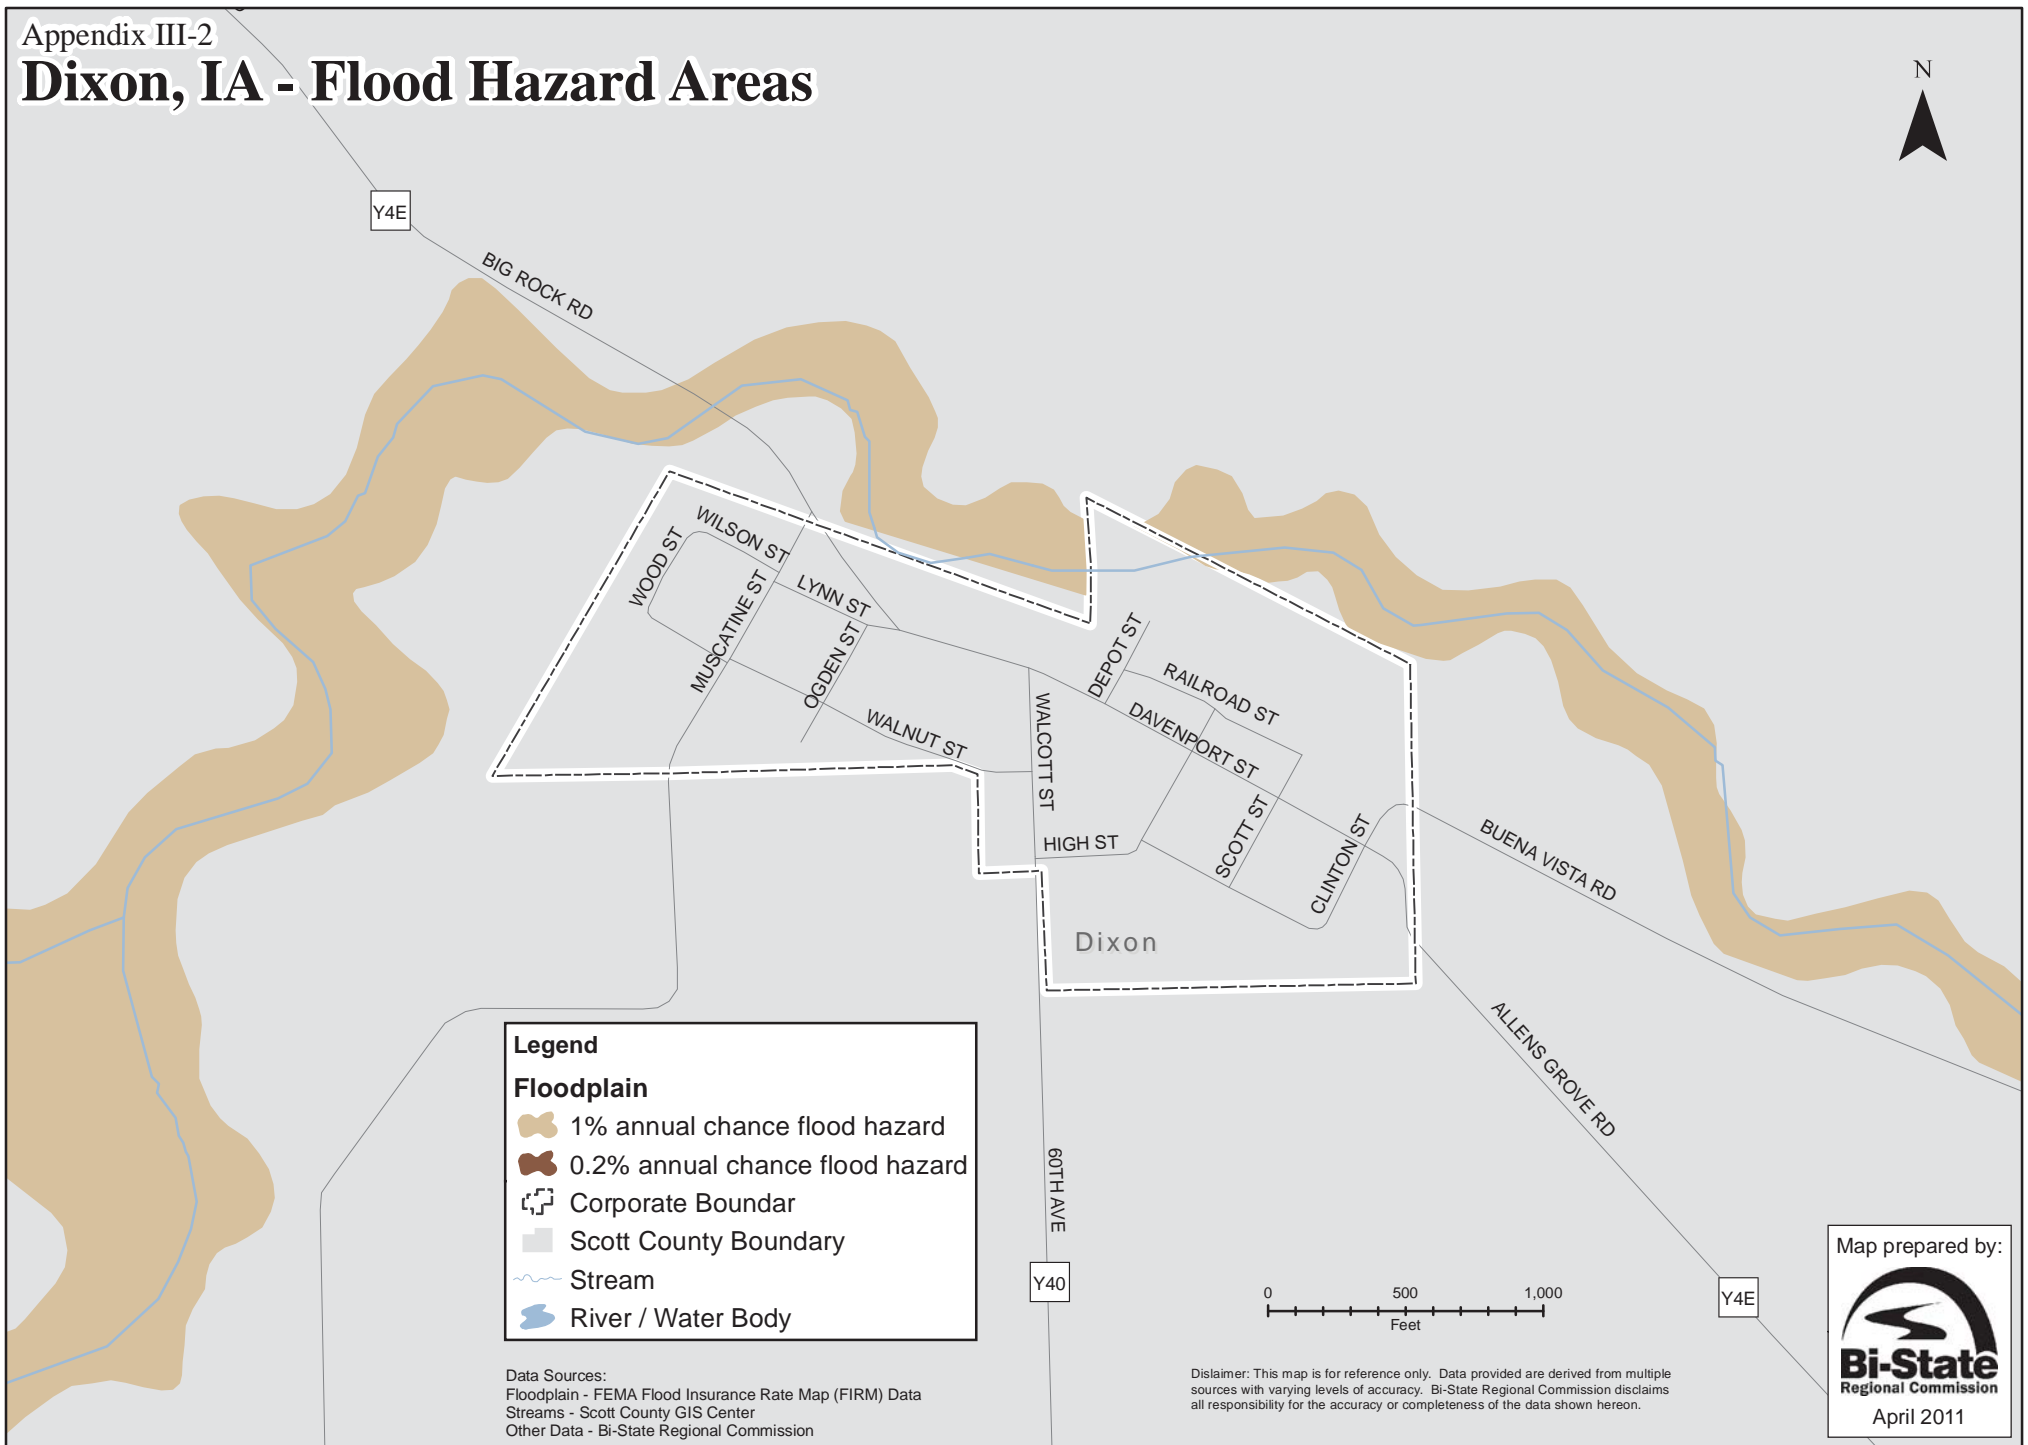 Appendix III-2
Dixon, IA - Flood Hazard Areas
N
Y4E
BIG ROCK RD
WILSON ST
WOOD ST
MUSCATINE ST
LYNN ST
OGDEN ST
WALNUT ST
DEPOT ST
RAILROAD ST
DAVENPORT ST
WALCOTT ST
HIGH ST
SCOTT ST
CLINTON ST
BUENA VISTA RD
Dixon
ALLENS GROVE RD
60TH AVE
Y40
Y4E
Legend
Floodplain
1% annual chance flood hazard
0.2% annual chance flood hazard
Corporate Boundar
Scott County Boundary
Stream
River / Water Body
0 500 1,000
Feet
Data Sources:
Floodplain - FEMA Flood Insurance Rate Map (FIRM) Data
Streams - Scott County GIS Center
Other Data - Bi-State Regional Commission
Dislaimer: This map is for reference only. Data provided are derived from multiple
sources with varying levels of accuracy. Bi-State Regional Commission disclaims
all responsibility for the accuracy or completeness of the data shown hereon.
Map prepared by:
Bi-State
Regional Commission
April 2011